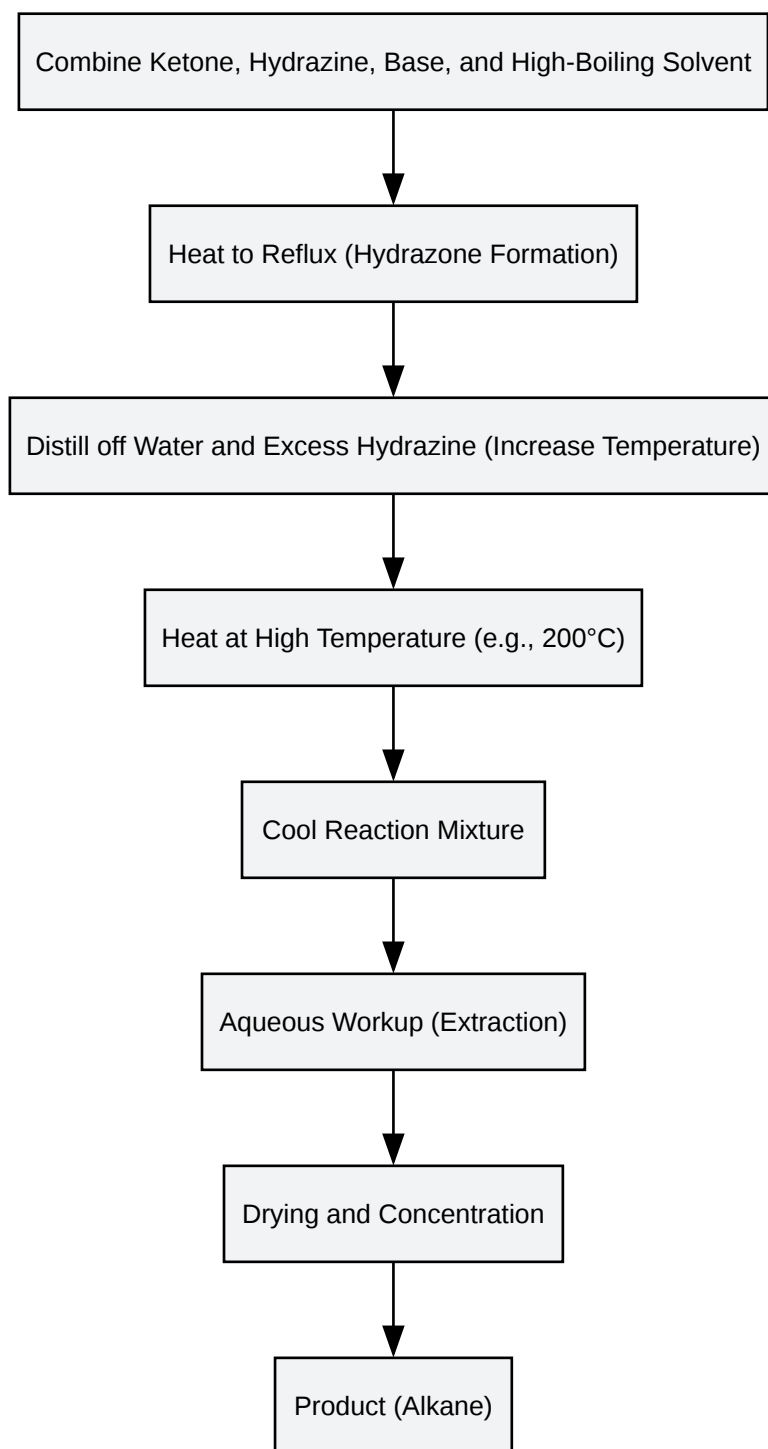 Combine Ketone, Hydrazine, Base, and High-Boiling Solvent
Heat to Reflux (Hydrazone Formation)
Distill off Water and Excess Hydrazine (Increase Temperature)
Heat at High Temperature (e.g., 200°C)
Cool Reaction Mixture
Aqueous Workup (Extraction)
Drying and Concentration
Product (Alkane)